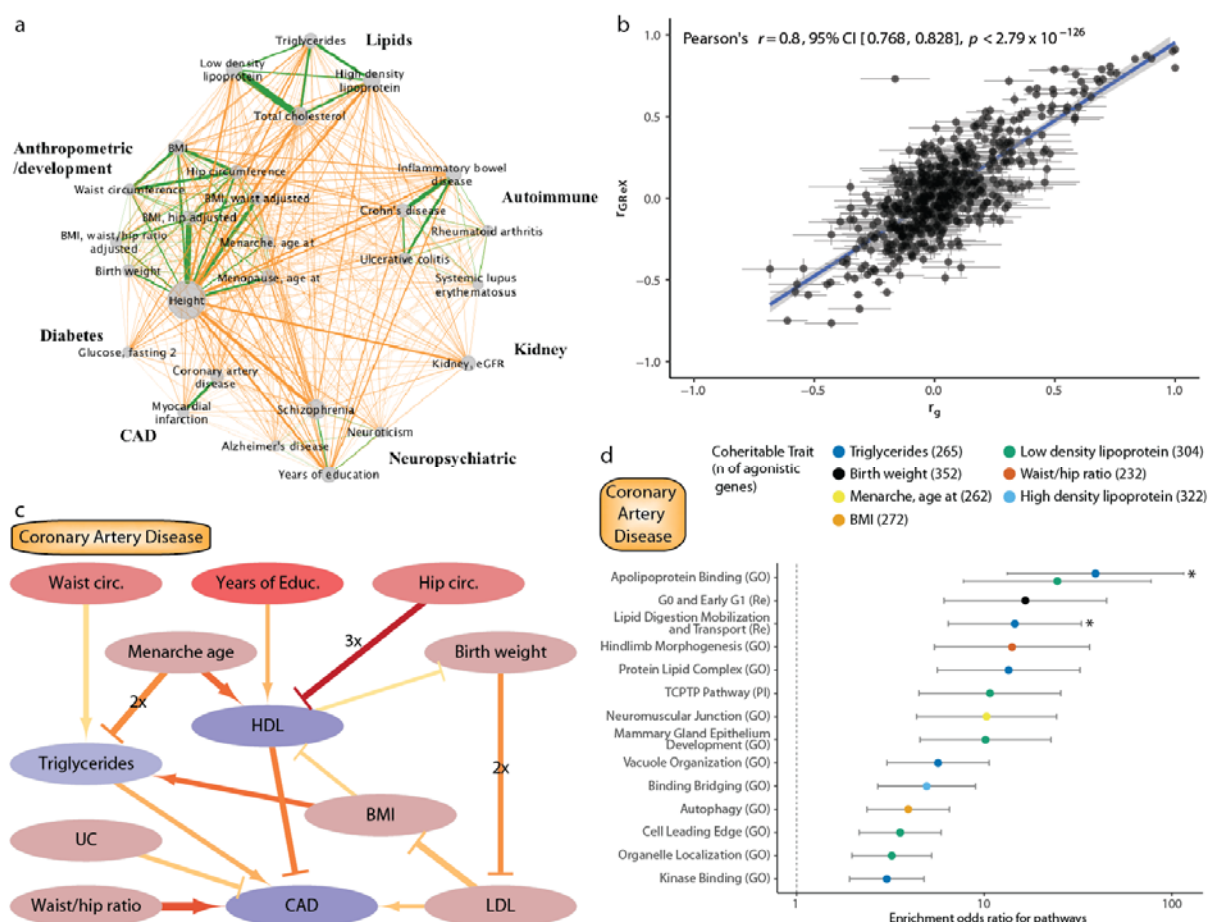 a
Triglycerides
Lipids
Low density
lipoprotein
High density
lipoprotein
Total cholesterol
Anthropometric
/development
BMI
Hip circumference
Waist circumference
BMI, waist adjusted
BMI, hip adjusted
BMI, waist/hip ratio
adjusted
Menarche, age at
Birth weight
Menopause, age at
Height
Inflammatory bowel
disease
Autoimmune
Crohn's disease
Rheumatoid arthritis
Ulcerative colitis
Systemic lupus
erythematosus
Diabetes
Glucose, fasting 2
Kidney
Kidney, eGFR
Coronary artery
disease
Myocardial
infarction
CAD
Schizophrenia
Neuroticism
Alzheimer's disease
Neuropsychiatric
Years of education
b
Pearson's r = 0.8, 95% CI [0.768, 0.828], p < 2.79 x 10⁻¹²⁶
1.0
0.5
0.0
−0.5
−1.0
rGReX
−1.0
−0.5
0.0
0.5
1.0
rg
c
Coronary Artery Disease
Waist circ.
Years of Educ.
Hip circ.
Menarche age
3x
Birth weight
2x
HDL
Triglycerides
2x
BMI
UC
Waist/hip ratio
CAD
LDL
d
Coronary
Artery
Disease
Coheritable Trait
(n of agonistic
genes)
Triglycerides (265)
Low density lipoprotein (304)
Birth weight (352)
Waist/hip ratio (232)
Menarche, age at (262)
High density lipoprotein (322)
BMI (272)
Apolipoprotein Binding (GO)
*
G0 and Early G1 (Re)
Lipid Digestion Mobilization
and Transport (Re)
*
Hindlimb Morphogenesis (GO)
Protein Lipid Complex (GO)
TCPTP Pathway (PI)
Neuromuscular Junction (GO)
Mammary Gland Epithelium
Development (GO)
Vacuole Organization (GO)
Binding Bridging (GO)
Autophagy (GO)
Cell Leading Edge (GO)
Organelle Localization (GO)
Kinase Binding (GO)
1
10
100
Enrichment odds ratio for pathways